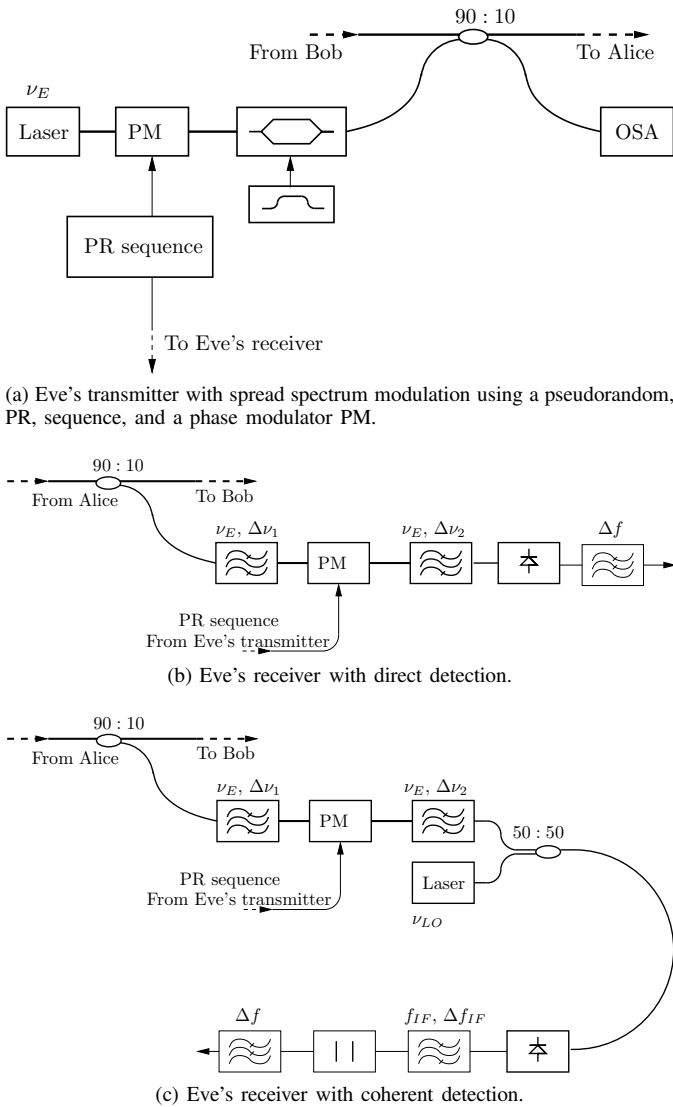 90 : 10
From Bob
To Alice
ν_E
Laser
PM
OSA
PR sequence
To Eve's receiver
(a) Eve's transmitter with spread spectrum modulation using a pseudorandom,
PR, sequence, and a phase modulator PM.
90 : 10
From Alice
To Bob
ν_E, Δν_1
ν_E, Δν_2
Δf
PM
PR sequence
From Eve's transmitter
(b) Eve's receiver with direct detection.
90 : 10
From Alice
To Bob
ν_E, Δν_1
ν_E, Δν_2
PM
50 : 50
PR sequence
From Eve's transmitter
Laser
ν_LO
Δf
f_IF, Δf_IF
| |
(c) Eve's receiver with coherent detection.